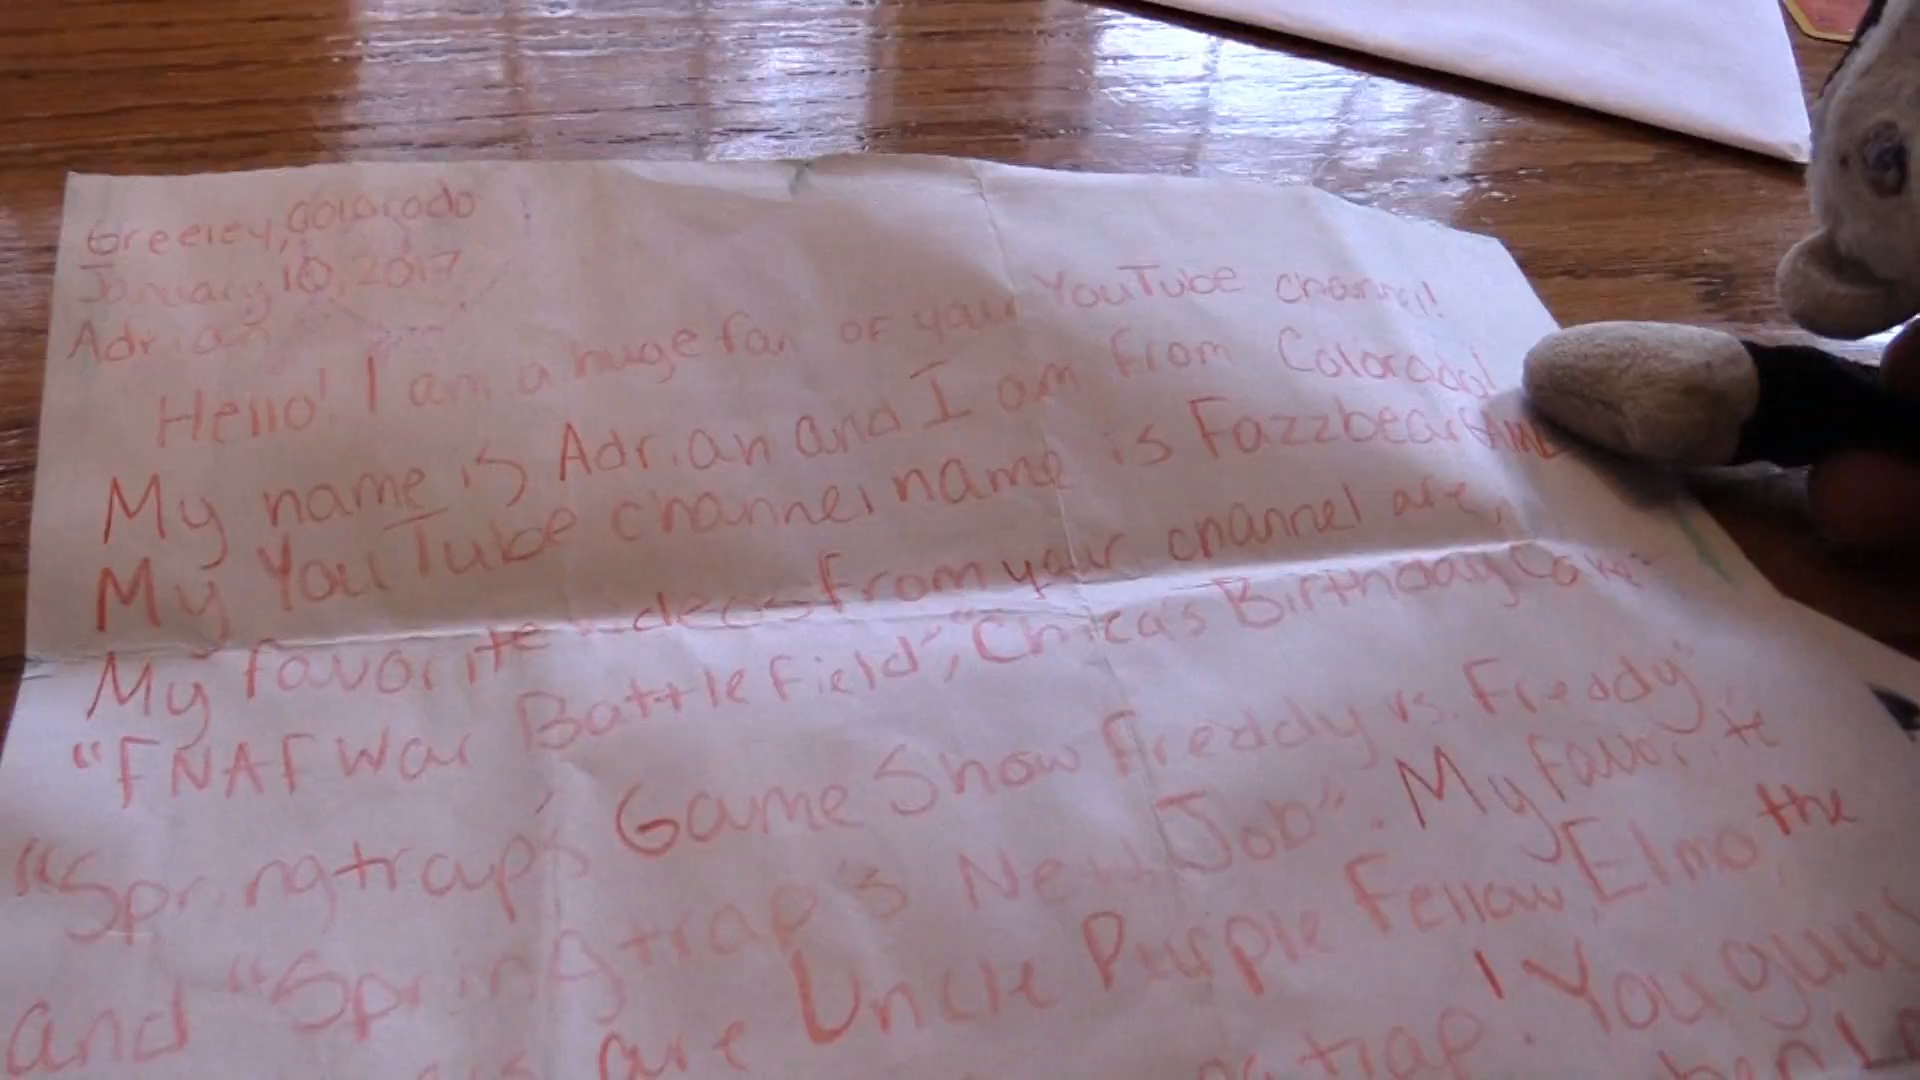 Greeley, Colorado
January 10, 2017
Adrian
Hello! I am a huge fan of your YouTube channel!
My name is Adrian and I am from Colorado!
My YouTube channel name is Fazzbear
My favorite videos from your channel are,
"FNAF War Battlefield", "Chica's Birthday Cake"
"Springtrap's Game Show Freddy vs. Freddy"
and "Springtrap's New Job". My favorite
are Uncle Purple Fellow, Elmo, the
! You guys